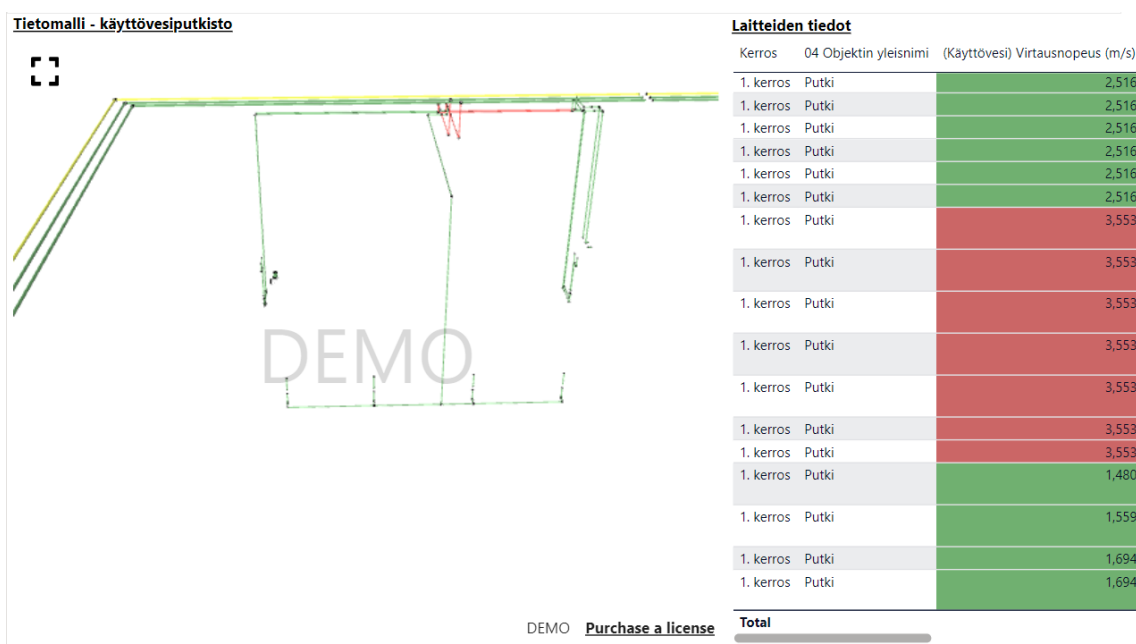 Tietomalli - käyttövesiputkisto
Laitteiden tiedot
Kerros 04 Objektin yleisnimi (Käyttövesi) Virtausnopeus (m/s)
1. kerros Putki 2,516
1. kerros Putki 2,516
1. kerros Putki 2,516
1. kerros Putki 2,516
1. kerros Putki 2,516
1. kerros Putki 2,516
1. kerros Putki 3,553
1. kerros Putki 3,553
1. kerros Putki 3,553
1. kerros Putki 3,553
1. kerros Putki 3,553
1. kerros Putki 3,553
1. kerros Putki 3,553
1. kerros Putki 1,480
1. kerros Putki 1,559
1. kerros Putki 1,694
1. kerros Putki 1,694
Total
DEMO
DEMO Purchase a license